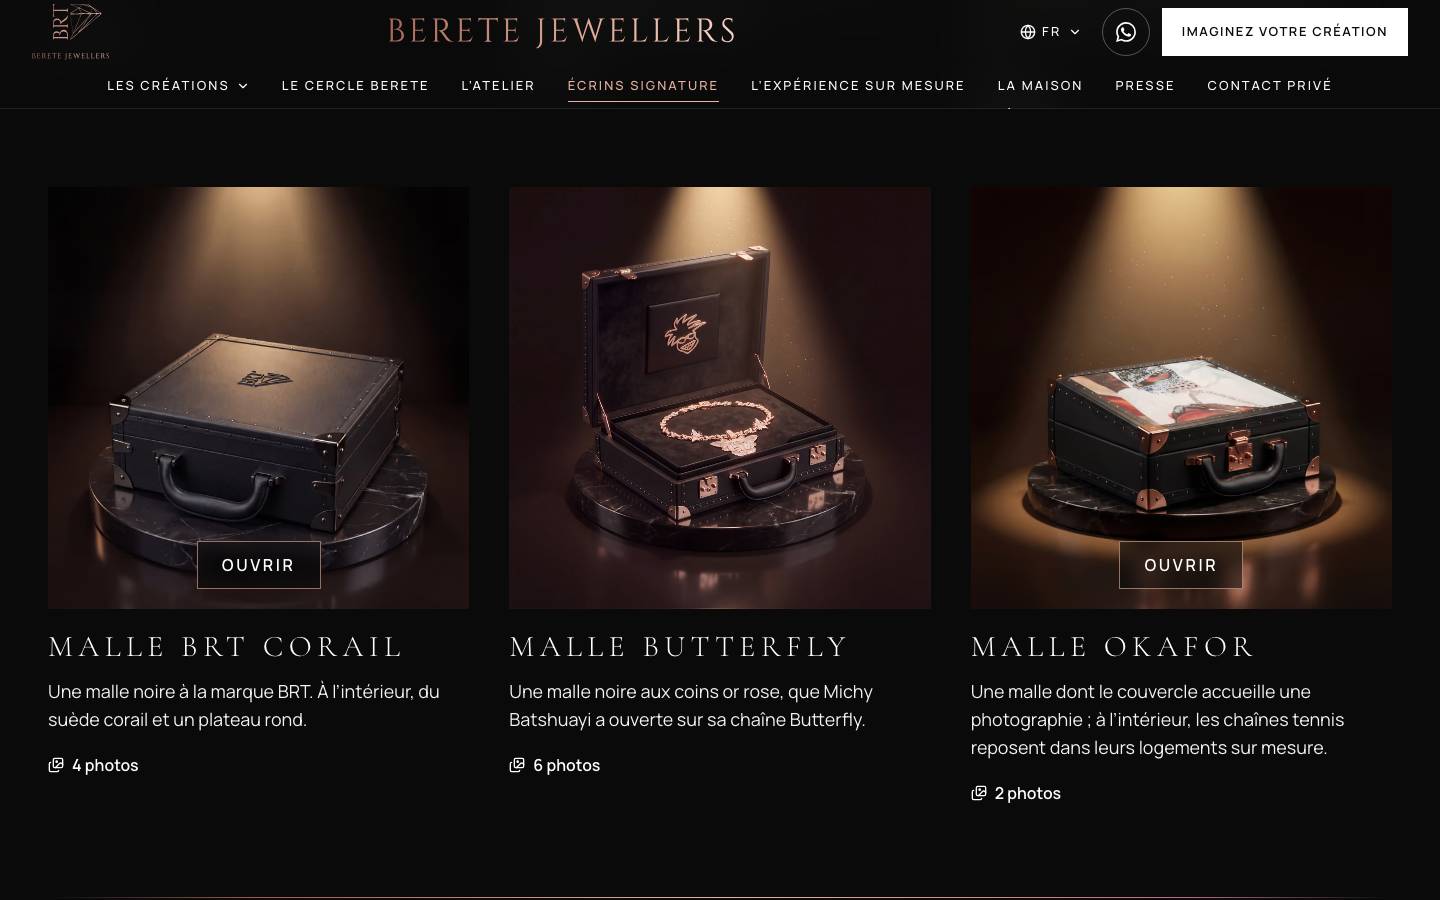 BRT
BERETE JEWELLERS
BERETE JEWELLERS
FR
IMAGINEZ VOTRE CRÉATION
LES CRÉATIONS
LE CERCLE BERETE
L'ATELIER
ÉCRINS SIGNATURE
L'EXPÉRIENCE SUR MESURE
LA MAISON
PRESSE
CONTACT PRIVÉ
OUVRIR
OUVRIR
MALLE BRT CORAIL
MALLE BUTTERFLY
MALLE OKAFOR
Une malle noire à la marque BRT. À l'intérieur, du
suède corail et un plateau rond.
Une malle noire aux coins or rose, que Michy
Batshuayi a ouverte sur sa chaîne Butterfly.
Une malle dont le couvercle accueille une
photographie ; à l'intérieur, les chaînes tennis
reposent dans leurs logements sur mesure.
4 photos
6 photos
2 photos